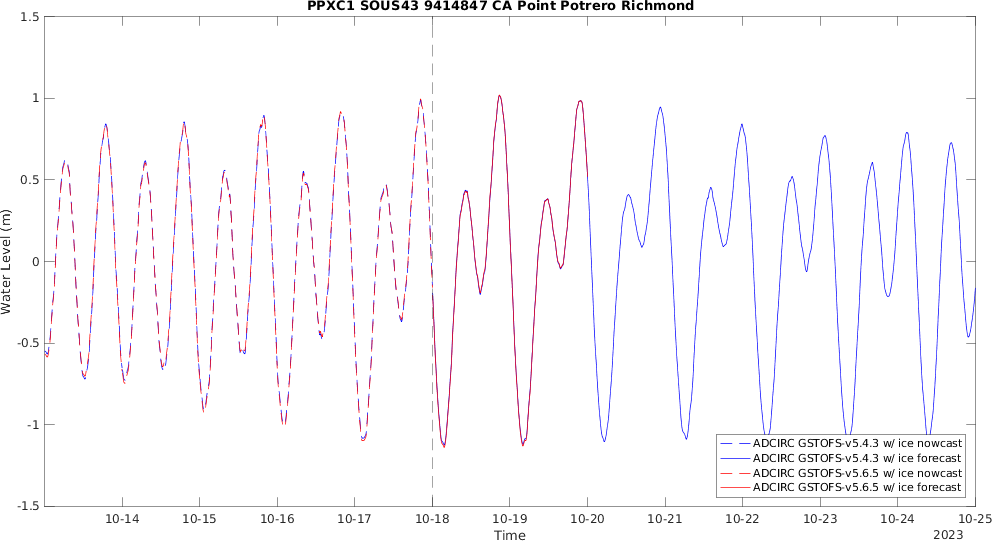 PPXC1 SOUS43 9414847 CA Point Potrero Richmond
1.5
1
0.5
0
-0.5
-1
-1.5
Water Level (m)
10-14 10-15 10-16 10-17 10-18 10-19 10-20 10-21 10-22 10-23 10-24 10-25
Time
2023
ADCIRC GSTOFS-v5.4.3 w/ ice nowcast
ADCIRC GSTOFS-v5.4.3 w/ ice forecast
ADCIRC GSTOFS-v5.6.5 w/ ice nowcast
ADCIRC GSTOFS-v5.6.5 w/ ice forecast